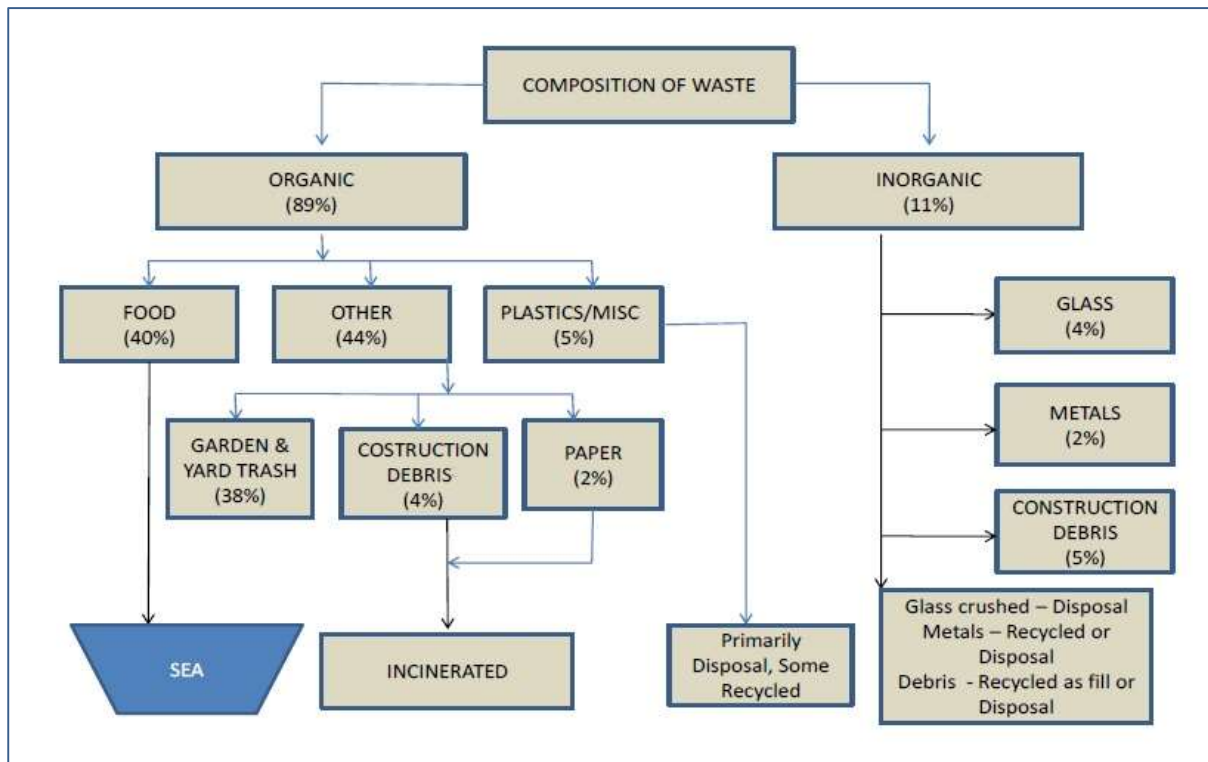 COMPOSITION OF WASTE
ORGANIC
(89%)
INORGANIC
(11%)
FOOD
(40%)
OTHER
(44%)
PLASTICS/MISC
(5%)
GLASS
(4%)
GARDEN &
YARD TRASH
(38%)
COSTRUCTION
DEBRIS
(4%)
PAPER
(2%)
METALS
(2%)
CONSTRUCTION
DEBRIS
(5%)
SEA
INCINERATED
Primarily
Disposal, Some
Recycled
Glass crushed – Disposal
Metals – Recycled or
Disposal
Debris - Recycled as fill or
Disposal